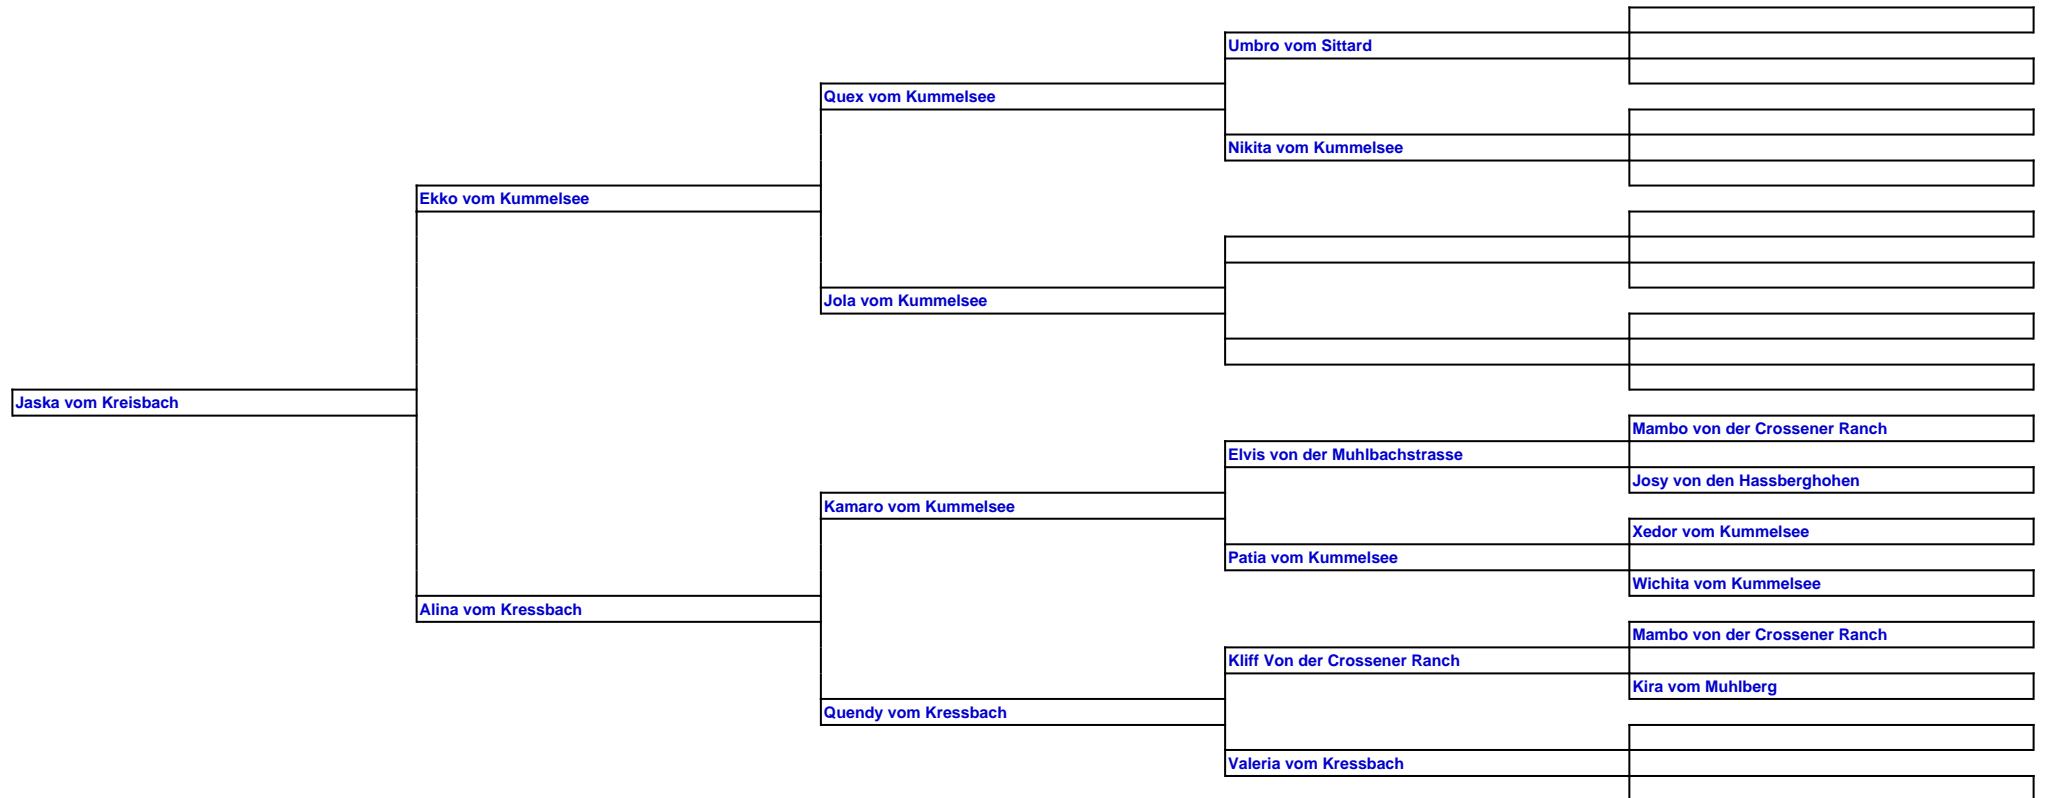 Umbro vom Sittard
Quex vom Kummelsee
Nikita vom Kummelsee
Ekko vom Kummelsee
Jola vom Kummelsee
Jaska vom Kreisbach
Mambo von der Crossener Ranch
Elvis von der Muhlbachstrasse
Josy von den Hassberghohen
Kamaro vom Kummelsee
Xedor vom Kummelsee
Patia vom Kummelsee
Wichita vom Kummelsee
Alina vom Kressbach
Mambo von der Crossener Ranch
Kliff Von der Crossener Ranch
Kira vom Muhlberg
Quendy vom Kressbach
Valeria vom Kressbach